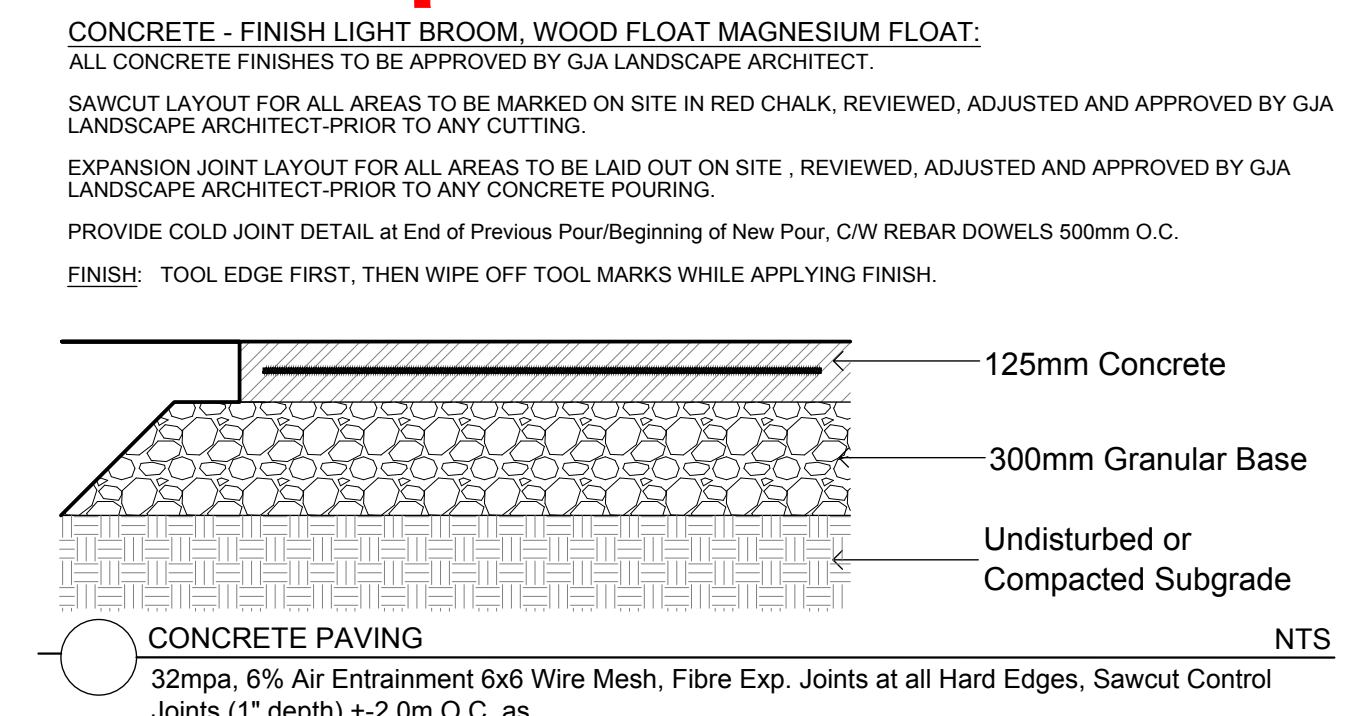 CONCRETE - FINISH LIGHT BROOM, WOOD FLOAT MAGNESIUM FLOAT:
ALL CONCRETE FINISHES TO BE APPROVED BY GJA LANDSCAPE ARCHITECT.
SAWCUT LAYOUT FOR ALL AREAS TO BE MARKED ON SITE IN RED CHALK, REVIEWED, ADJUSTED AND APPROVED BY GJA
LANDSCAPE ARCHITECT-PRIOR TO ANY CUTTING.
EXPANSION JOINT LAYOUT FOR ALL AREAS TO BE LAID OUT ON SITE , REVIEWED, ADJUSTED AND APPROVED BY GJA
LANDSCAPE ARCHITECT-PRIOR TO ANY CONCRETE POURING.
PROVIDE COLD JOINT DETAIL at End of Previous Pour/Beginning of New Pour, C/W REBAR DOWELS 500mm O.C.
FINISH: TOOL EDGE FIRST, THEN WIPE OFF TOOL MARKS WHILE APPLYING FINISH.
125mm Concrete
300mm Granular Base
Undisturbed or
Compacted Subgrade
CONCRETE PAVING NTS
32mpa, 6% Air Entrainment 6x6 Wire Mesh, Fibre Exp. Joints at all Hard Edges, Sawcut Control
Joints (1" depth) +-2.0m O.C. as